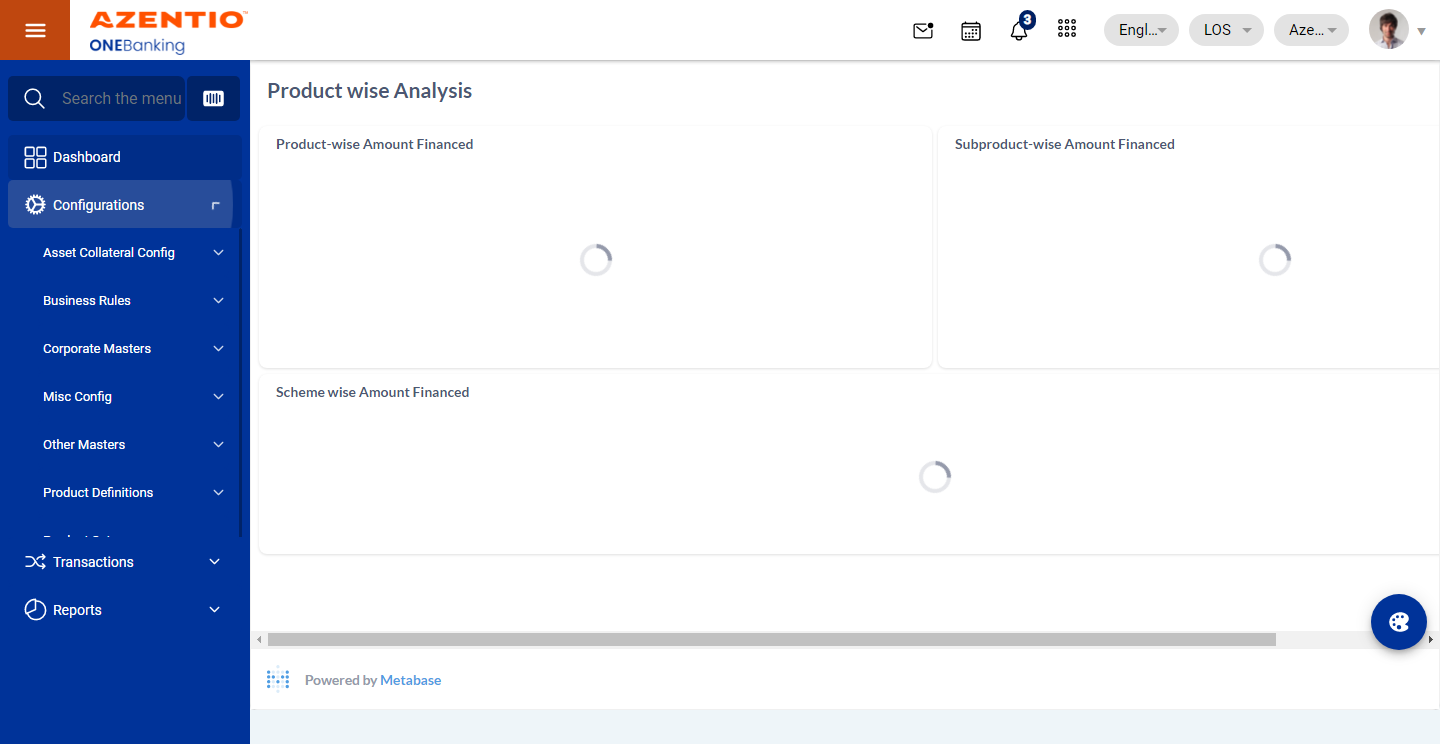 AZENTIO™
ONEBanking
3
Engl...
LOS
Aze...
Search the menu
Dashboard
Configurations
Asset Collateral Config
Business Rules
Corporate Masters
Misc Config
Other Masters
Product Definitions
Transactions
Reports
Product wise Analysis
Product-wise Amount Financed
Subproduct-wise Amount Financed
Scheme wise Amount Financed
Powered by Metabase